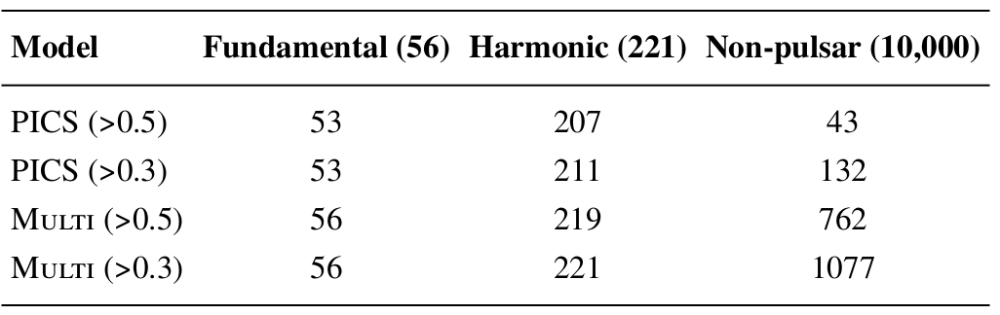 Model Fundamental (56) Harmonic (221) Non-pulsar (10,000)
PICS (>0.5) 53 207 43
PICS (>0.3) 53 211 132
MULTI (>0.5) 56 219 762
MULTI (>0.3) 56 221 1077